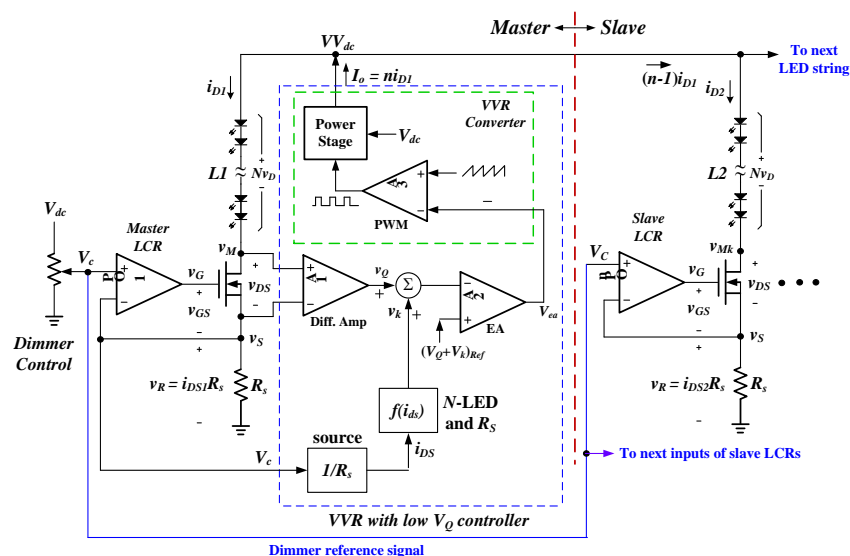 Master
Slave
VV_dc
To next
LED string
I_o = ni_D1
(n-1)i_D1
i_D1
i_D2
Power
Stage
VVR
Converter
V_dc
+
L1
~
Nv_D
−
+
L2
~
Nv_D
−
A3
+
−
PWM
−
V_dc
Master
LCR
Slave
LCR
V_c
OP1
+
−
v_G
v_M
+
v_DS
−
+
v_GS
−
A1
+
−
Diff. Amp
v_Q
+
Σ
v_k
+
A2
−
+
EA
V_ea
(V_Q+V_k)_Ref
V_C
+
−
v_G
v_Mk
+
v_DS
−
+
v_GS
−
Dimmer
Control
v_S
+
v_R = i_DS1R_s
R_s
−
f(i_ds)
N-LED
and R_S
i_DS
v_S
+
v_R = i_DS2R_s
R_s
−
source
V_c
1/R_s
To next inputs of slave LCRs
VVR with low V_Q controller
Dimmer reference signal